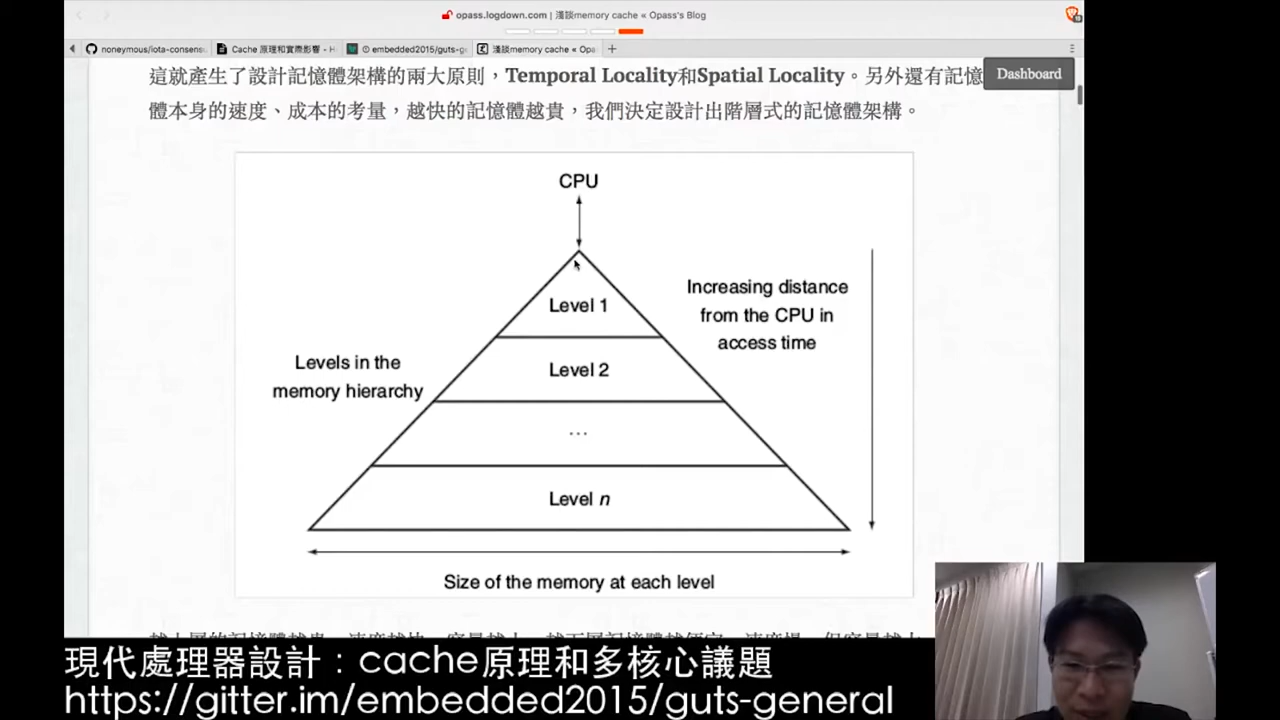 opass.logdown.com | 淺談memory cache « Opass's Blog
noneymous/iota-consensu
Cache 原理和實際影響 - H
embedded2015/guts-ge
淺談memory cache « Opa
這就產生了設計記憶體架構的兩大原則，Temporal Locality和Spatial Locality。另外還有記憶
Dashboard
體本身的速度、成本的考量，越快的記憶體越貴，我們決定設計出階層式的記憶體架構。
CPU
Increasing distance
from the CPU in
access time
Level 1
Levels in the
memory hierarchy
Level 2
...
Level n
Size of the memory at each level
現代處理器設計：cache原理和多核心議題
https://gitter.im/embedded2015/guts-general